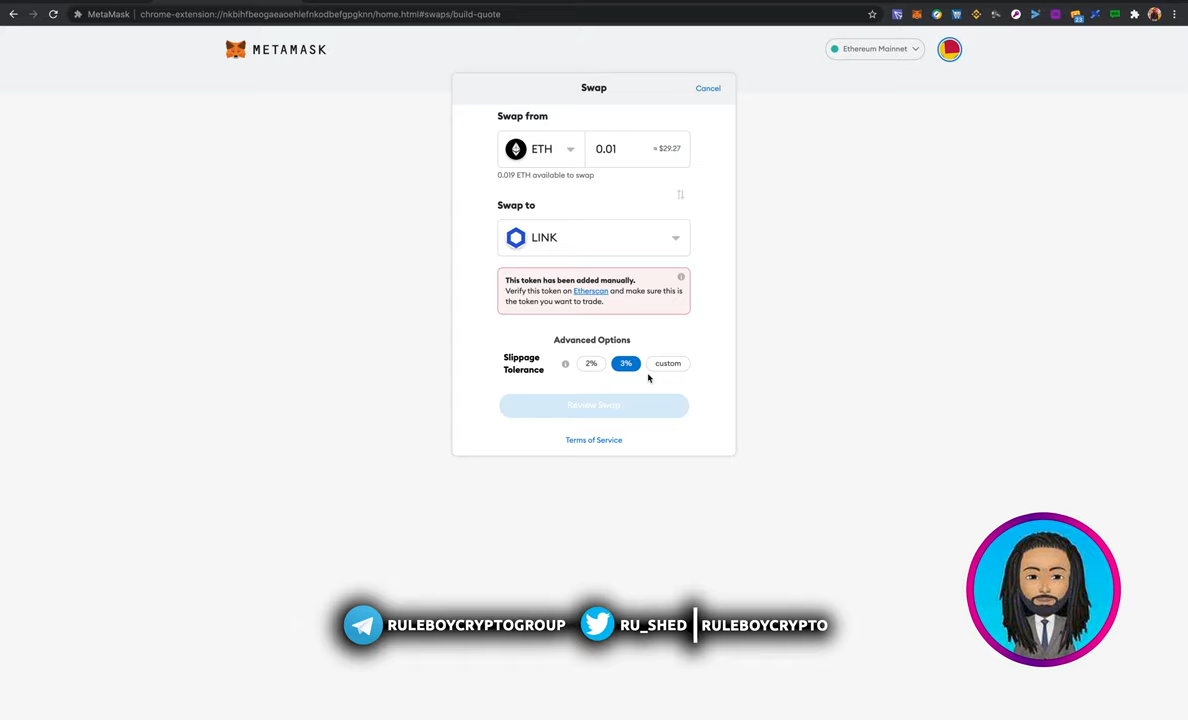 MetaMask
chrome-extension://nkbihfbeogaeaoehlefnkodbefgpgknn/home.html#swaps/build-quote
23
METAMASK
Ethereum Mainnet
Swap
Cancel
Swap from
ETH
0.01
≈ $29.27
0.019 ETH available to swap
Swap to
LINK
This token has been added manually.
Verify this token on Etherscan and make sure this is
the token you want to trade.
Advanced Options
Slippage
Tolerance
2%
3%
custom
Review Swap
Terms of Service
RULEBOYCRYPTOGROUP
RU_SHED
RULEBOYCRYPTO